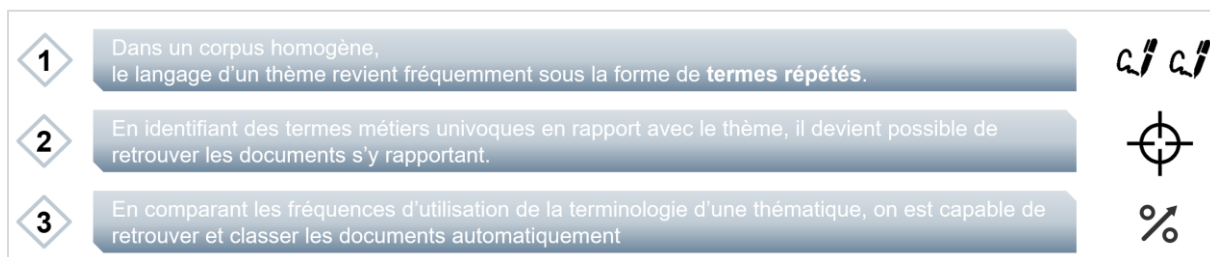 1
Dans un corpus homogène,
le langage d’un thème revient fréquemment sous la forme de termes répétés.
2
En identifiant des termes métiers univoques en rapport avec le thème, il devient possible de
retrouver les documents s’y rapportant.
3
En comparant les fréquences d’utilisation de la terminologie d’une thématique, on est capable de
retrouver et classer les documents automatiquement